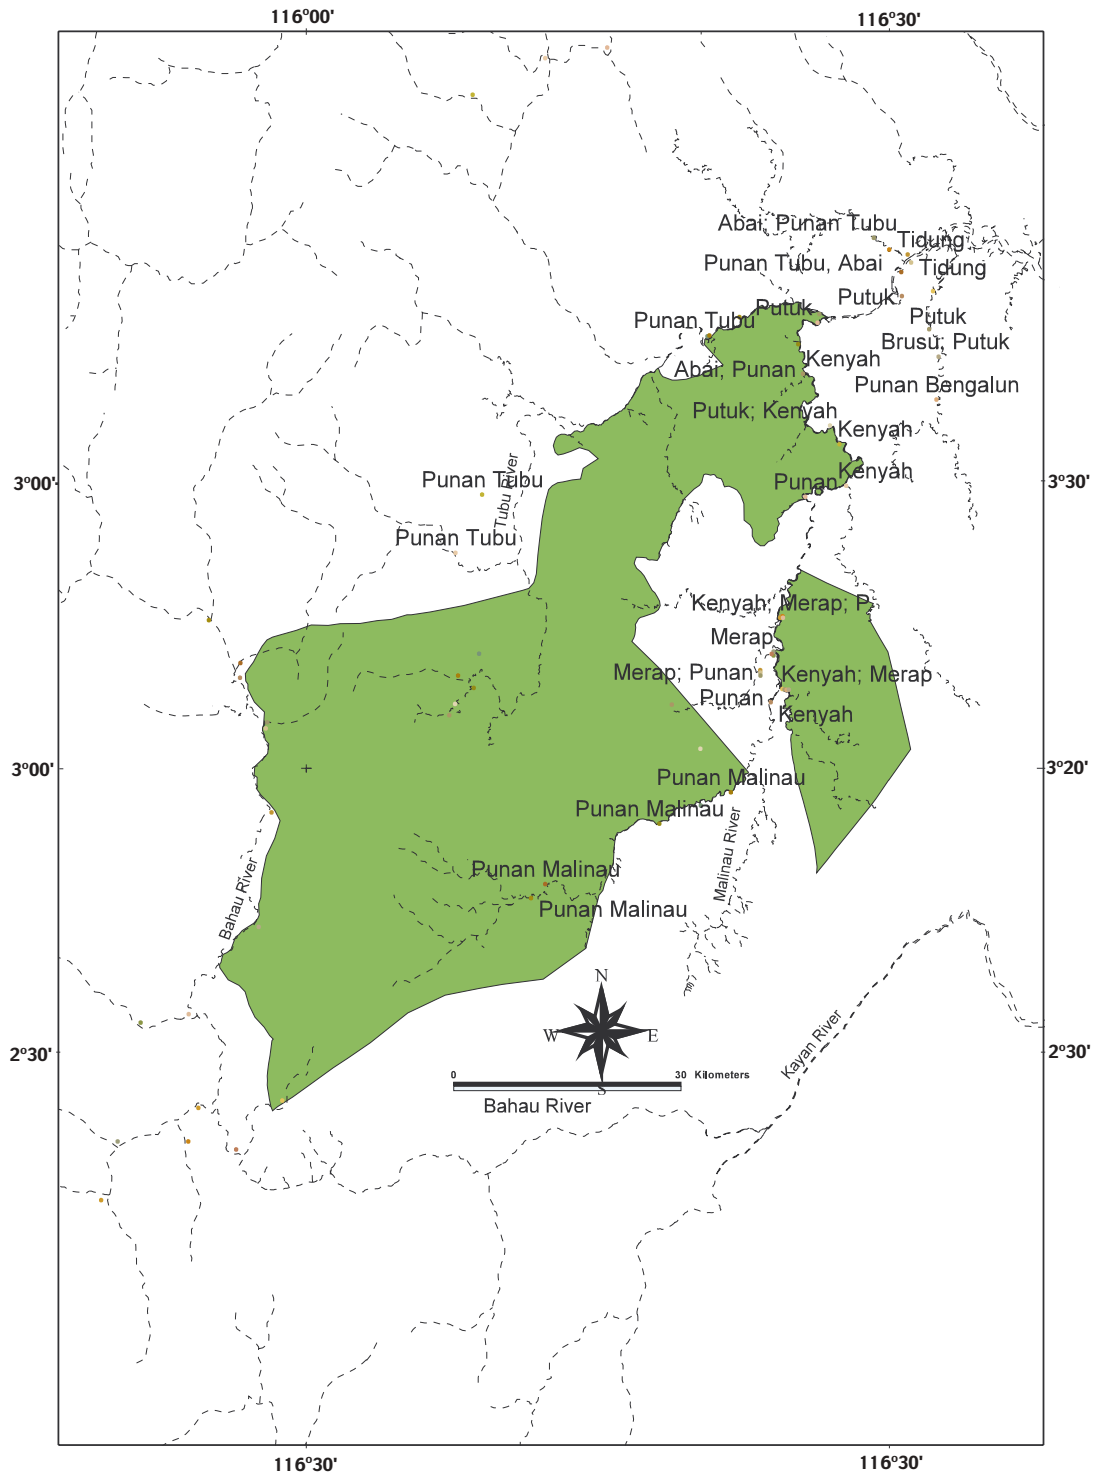 116°00'
116°30'
Abai; Punan Tubu
Tidung
Punan Tubu, Abai
Tidung
Putuk
Putuk
Putuk
Punan Tubu
Brusu; Putuk
Kenyah
Abai; Punan
Punan Bengalun
Putuk; Kenyah
Kenyah
Kenyah
Punan Tubu
Punan
3°00'
3°30'
Tubu River
Punan Tubu
Kenyah; Merap; P
Merap
Merap; Punan
Kenyah; Merap
Punan
Kenyah
3°00'
3°20'
Punan Malinau
Punan Malinau
Malinau River
Punan Malinau
Bahau River
Punan Malinau
N
W
E
S
Kayan River
2°30'
2°30'
0
30 Kilometers
Bahau River
116°30'
116°30'